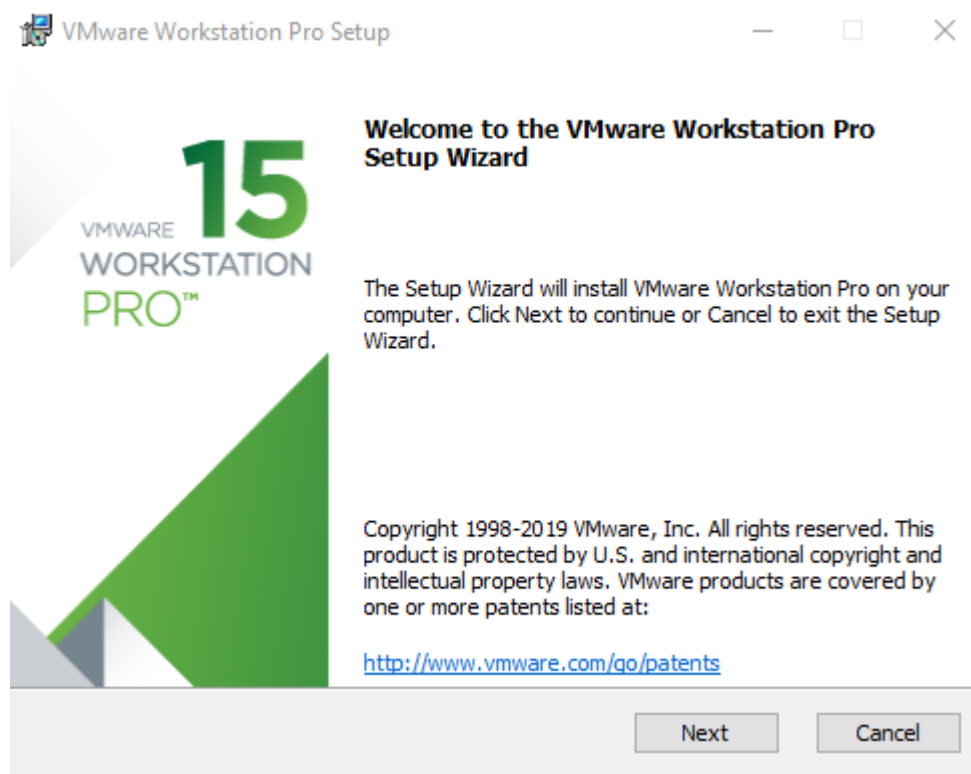 VMware Workstation Pro Setup
Welcome to the VMware Workstation Pro
Setup Wizard
15
VMWARE
WORKSTATION
PRO™
The Setup Wizard will install VMware Workstation Pro on your
computer. Click Next to continue or Cancel to exit the Setup
Wizard.
Copyright 1998-2019 VMware, Inc. All rights reserved. This
product is protected by U.S. and international copyright and
intellectual property laws. VMware products are covered by
one or more patents listed at:
http://www.vmware.com/go/patents
Next
Cancel